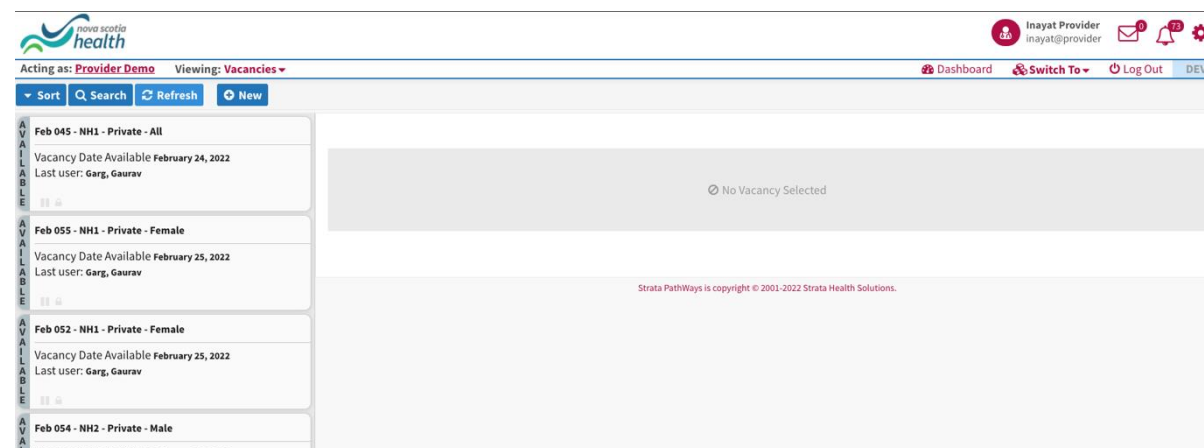 nova scotia
health
Inayat Provider
inayat@provider
0
73
Acting as: Provider Demo Viewing: Vacancies
Dashboard Switch To Log Out DEV
Sort Search Refresh New
AVAILABLE
Feb 045 - NH1 - Private - All
Vacancy Date Available February 24, 2022
Last user: Garg, Gaurav
AVAILABLE
Feb 055 - NH1 - Private - Female
Vacancy Date Available February 25, 2022
Last user: Garg, Gaurav
AVAILABLE
Feb 052 - NH1 - Private - Female
Vacancy Date Available February 25, 2022
Last user: Garg, Gaurav
AVA
Feb 054 - NH2 - Private - Male
No Vacancy Selected
Strata PathWays is copyright © 2001-2022 Strata Health Solutions.